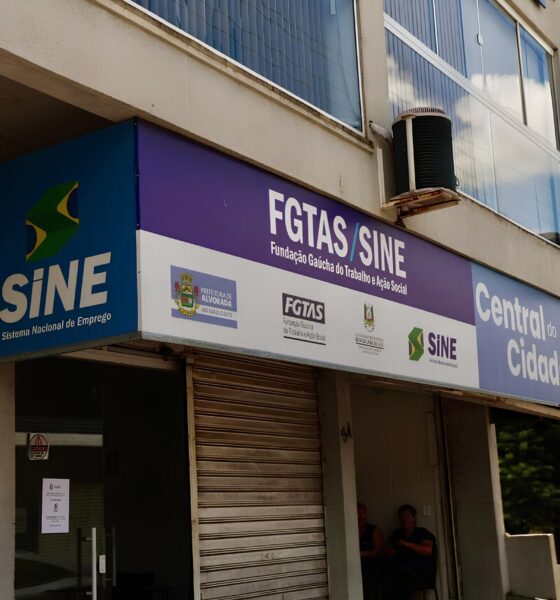 SiNE
Sistema Nacional de Emprego
FGTAS/SINE
Fundação Gaúcha do Trabalho e Ação Social
PREFEITURA DE
ALVORADA
FGTAS
Fundação Gaúcha
do Trabalho e Ação Social
SiNE
Central do
Cidad